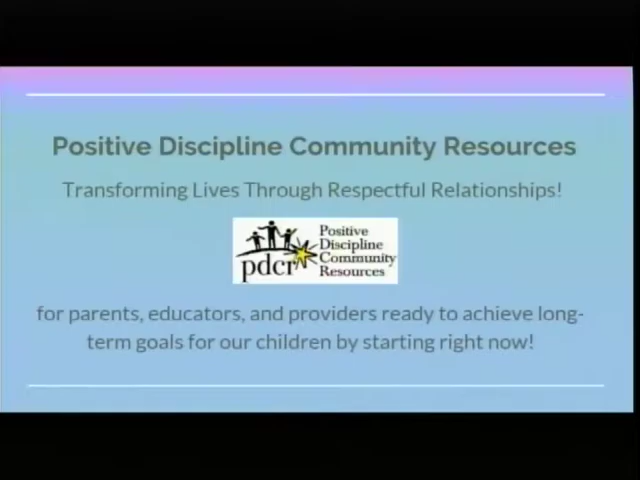 Positive Discipline Community Resources
Transforming Lives Through Respectful Relationships!
pdcr
Positive
Discipline
Community
Resources
for parents, educators, and providers ready to achieve long-
term goals for our children by starting right now!